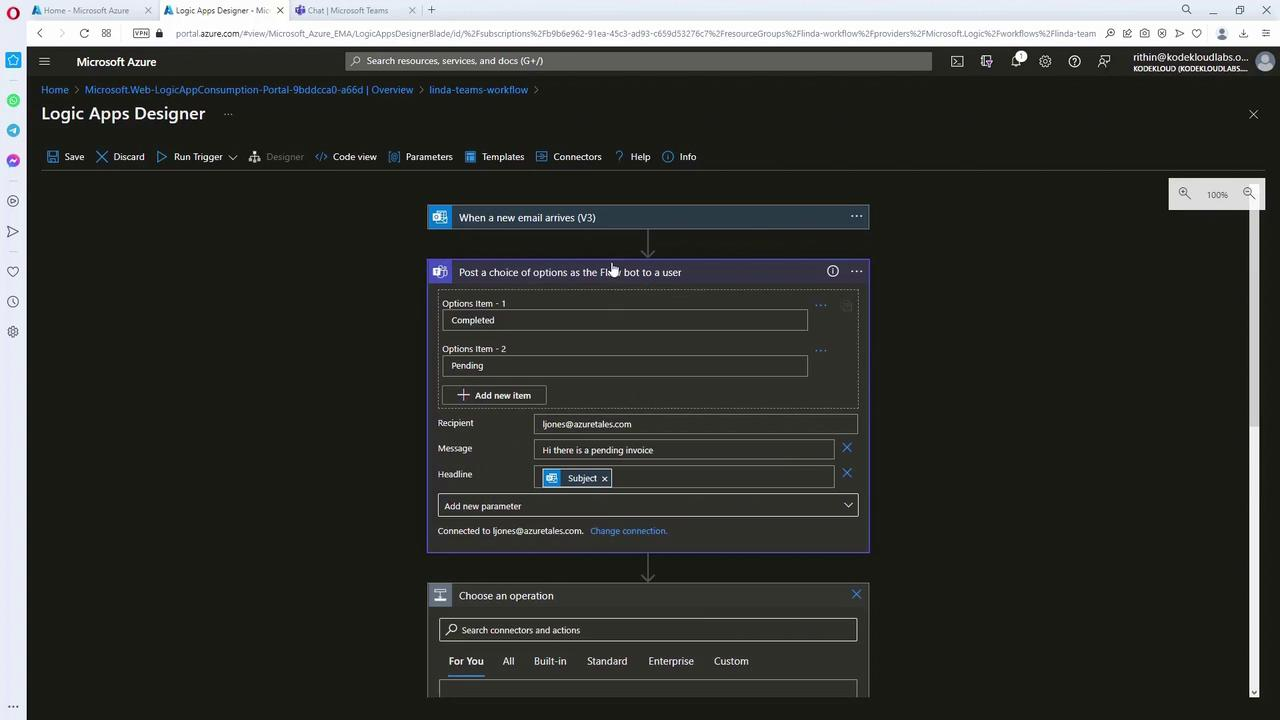 Home - Microsoft Azure
Logic Apps Designer - Mic
Chat | Microsoft Teams
VPN
portal.azure.com/#view/Microsoft_Azure_EMA/LogicAppsDesignerBlade/id/%2Fsubscriptions%2Fb9b6e962-91ea-45c3-ad93-c659d53276c7%2FresourceGroups%2Flinda-workflow%2Fproviders%2FMicrosoft.Logic%2Fworkflows%2Flinda-team
Microsoft Azure
Search resources, services, and docs (G+/)
1
rithin@kodekloudlabs.o...
KODEKLOUD (KODEKLOUDLABS....
Home > Microsoft.Web-LogicAppConsumption-Portal-9bddcca0-a66d | Overview > linda-teams-workflow >
Logic Apps Designer ...
Save Discard Run Trigger Designer Code view Parameters Templates Connectors Help Info
100%
When a new email arrives (V3)
Post a choice of options as the Flow bot to a user
Options Item - 1
Completed
Options Item - 2
Pending
Add new item
Recipient
ljones@azuretales.com
Message
Hi there is a pending invoice
Headline
Subject
Add new parameter
Connected to ljones@azuretales.com. Change connection.
Choose an operation
Search connectors and actions
For You All Built-in Standard Enterprise Custom